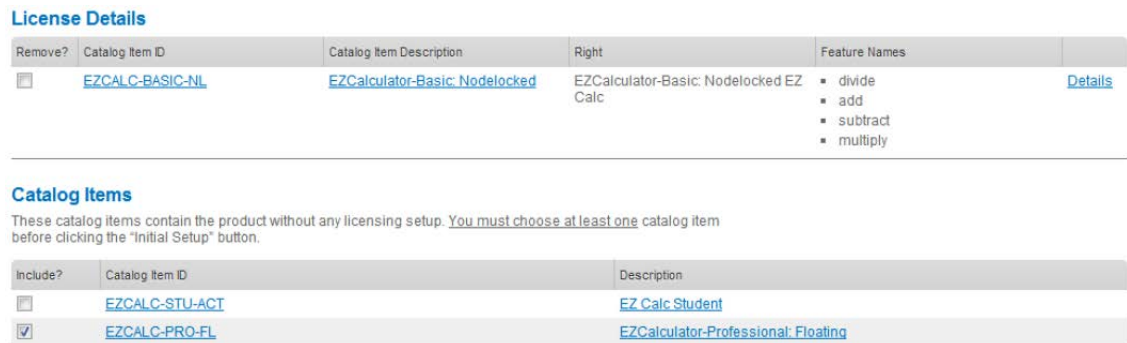 License Details
Remove? Catalog Item ID Catalog Item Description Right Feature Names
EZCALC-BASIC-NL EZCalculator-Basic: Nodelocked EZCalculator-Basic: Nodelocked EZ Calc ▪ divide Details
▪ add
▪ subtract
▪ multiply
Catalog Items
These catalog items contain the product without any licensing setup. You must choose at least one catalog item
before clicking the “Initial Setup” button.
Include? Catalog Item ID Description
EZCALC-STU-ACT EZ Calc Student
EZCALC-PRO-FL EZCalculator-Professional: Floating